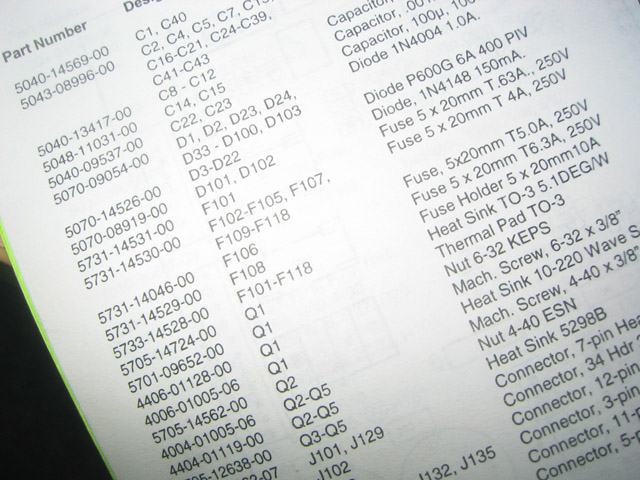 Part Number
5040-14569-00 C1, C40
5043-08996-00 C2, C4, C5, C7,
C16-C21, C24-C39,
C41-C43
5040-13417-00 C8 - C12
5048-11031-00 C14, C15 Capacitor,
5040-09537-00 C22, C23 Capacitor, 100µ,
5070-09054-00 D1, D2, D23, D24, Diode 1N4004 1.0A.
D33 - D100, D103
5070-14526-00 D3-D22 Diode P600G 6A 400 PIV
5070-08919-00 D101, D102 Diode, 1N4148 150mA.
5731-14531-00 F101 Fuse 5 x 20mm T.63A., 250V
5731-14530-00 F102-F105, F107, Fuse 5 x 20mm T 4A, 250V
F109-F118
5731-14046-00 F106 Fuse, 5x20mm T5.0A, 250V
5731-14529-00 F108 Fuse 5 x 20mm T6.3A, 250V
5733-14528-00 F101-F118 Fuse Holder 5 x 20mm10A
5705-14724-00 Q1 Heat Sink TO-3 5.1DEG/W
5701-09652-00 Q1 Thermal Pad TO-3
4406-01128-00 Q1 Nut 6-32 KEPS
4006-01005-06 Q1 Mach. Screw, 6-32 x 3/8"
5705-14562-00 Q2 Heat Sink 10-220 Wave
4004-01005-06 Q2-Q5 Mach. Screw, 4-40 x 3/8"
4404-01119-00 Q2-Q5 Nut 4-40 ESN
12638-00 Q3-Q5 Heat Sink 5298B
J101, J129 Connector, 7-pin
J102 Connector, 34 Hdr
J132, J135 Connector, 12-pin
Connector, 3-pin
Connector,
Connector,